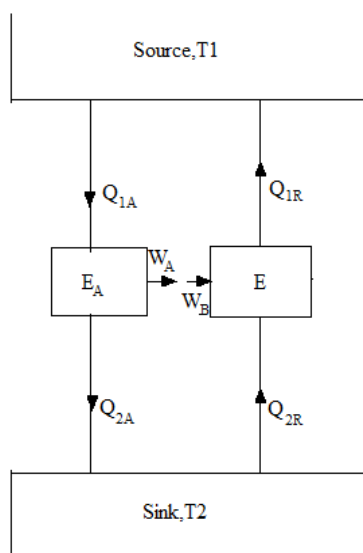 Source,T1
Q1A
Q1R
EA
WA
WB
E
Q2A
Q2R
Sink,T2